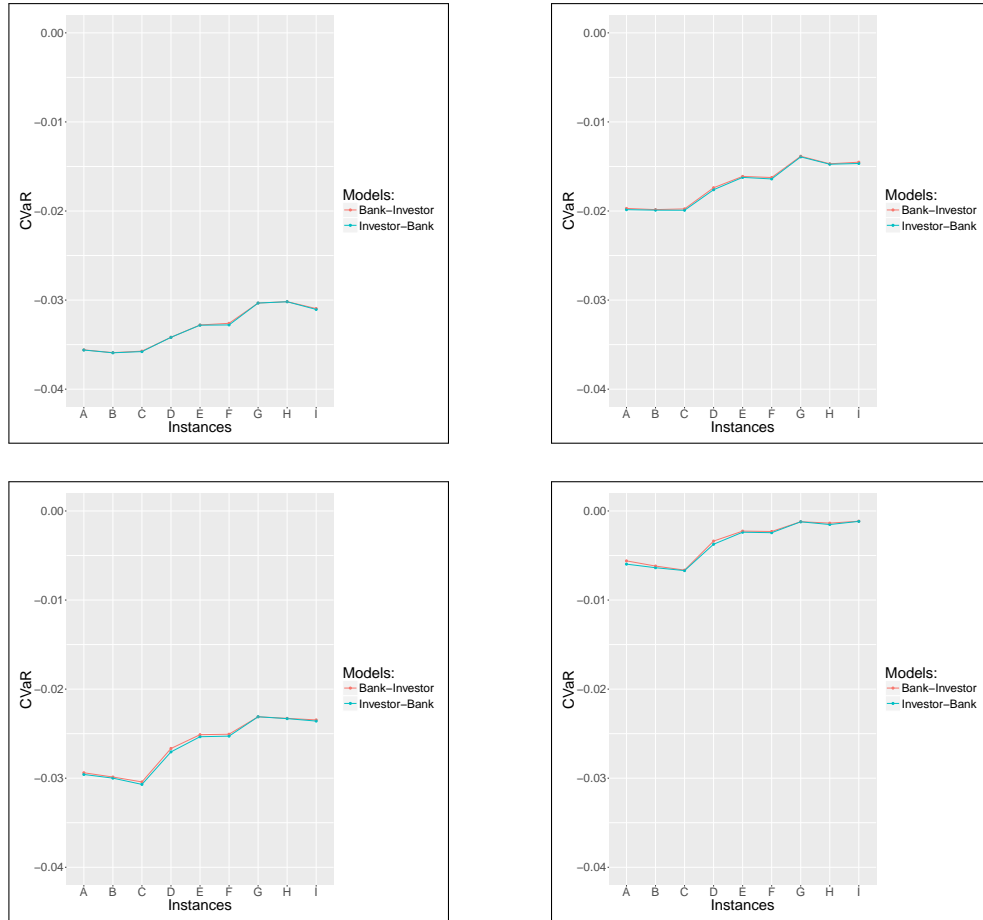 0.00
−0.01
−0.02
−0.03
−0.04
CVaR
A B C D E F G H I
Instances
Models:
Bank−Investor
Investor−Bank
0.00
−0.01
−0.02
−0.03
−0.04
CVaR
A B C D E F G H I
Instances
Models:
Bank−Investor
Investor−Bank
0.00
−0.01
−0.02
−0.03
−0.04
CVaR
A B C D E F G H I
Instances
Models:
Bank−Investor
Investor−Bank
0.00
−0.01
−0.02
−0.03
−0.04
CVaR
A B C D E F G H I
Instances
Models:
Bank−Investor
Investor−Bank